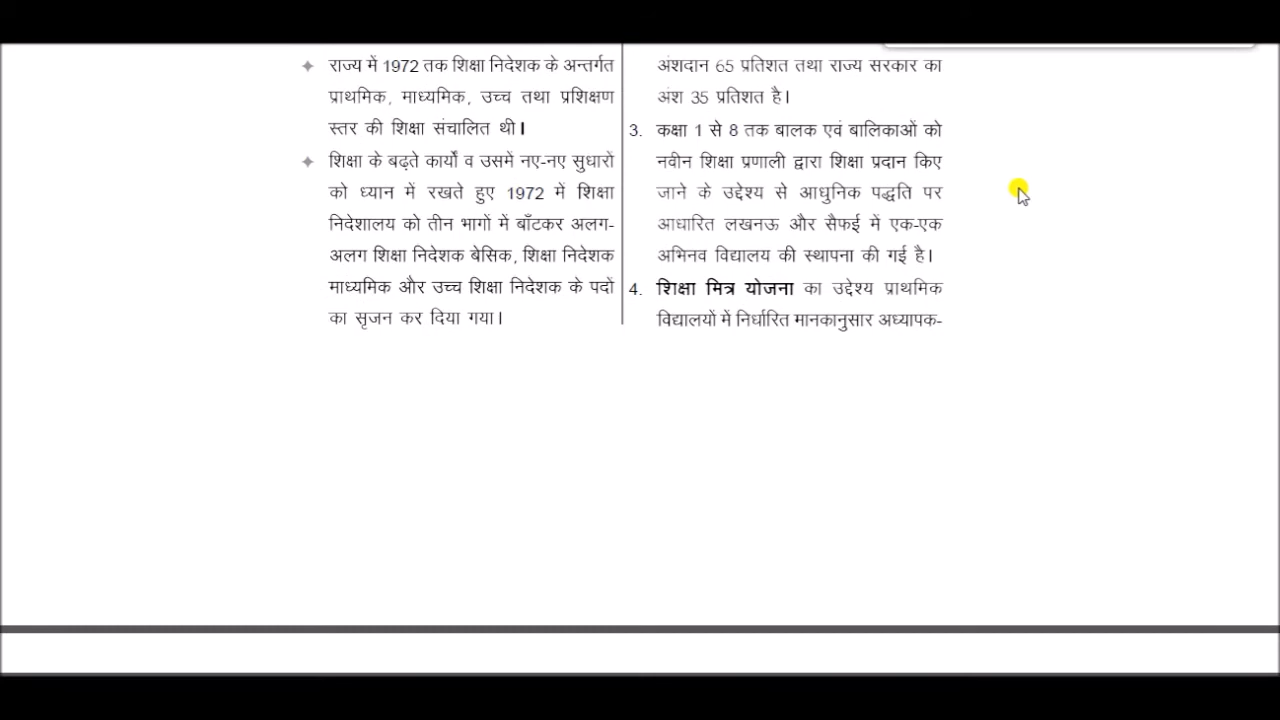 ✦ राज्य में 1972 तक शिक्षा निदेशक के अन्तर्गत
प्राथमिक, माध्यमिक, उच्च तथा प्रशिक्षण
स्तर की शिक्षा संचालित थी।
✦ शिक्षा के बढ़ते कार्यों व उसमें नए-नए सुधारों
को ध्यान में रखते हुए 1972 में शिक्षा
निदेशालय को तीन भागों में बाँटकर अलग-
अलग शिक्षा निदेशक बेसिक, शिक्षा निदेशक
माध्यमिक और उच्च शिक्षा निदेशक के पदों
का सृजन कर दिया गया।
अंशदान 65 प्रतिशत तथा राज्य सरकार का
अंश 35 प्रतिशत है।
3. कक्षा 1 से 8 तक बालक एवं बालिकाओं को
नवीन शिक्षा प्रणाली द्वारा शिक्षा प्रदान किए
जाने के उद्देश्य से आधुनिक पद्धति पर
आधारित लखनऊ और सैफई में एक-एक
अभिनव विद्यालय की स्थापना की गई है।
4. शिक्षा मित्र योजना का उद्देश्य प्राथमिक
विद्यालयों में निर्धारित मानकानुसार अध्यापक-